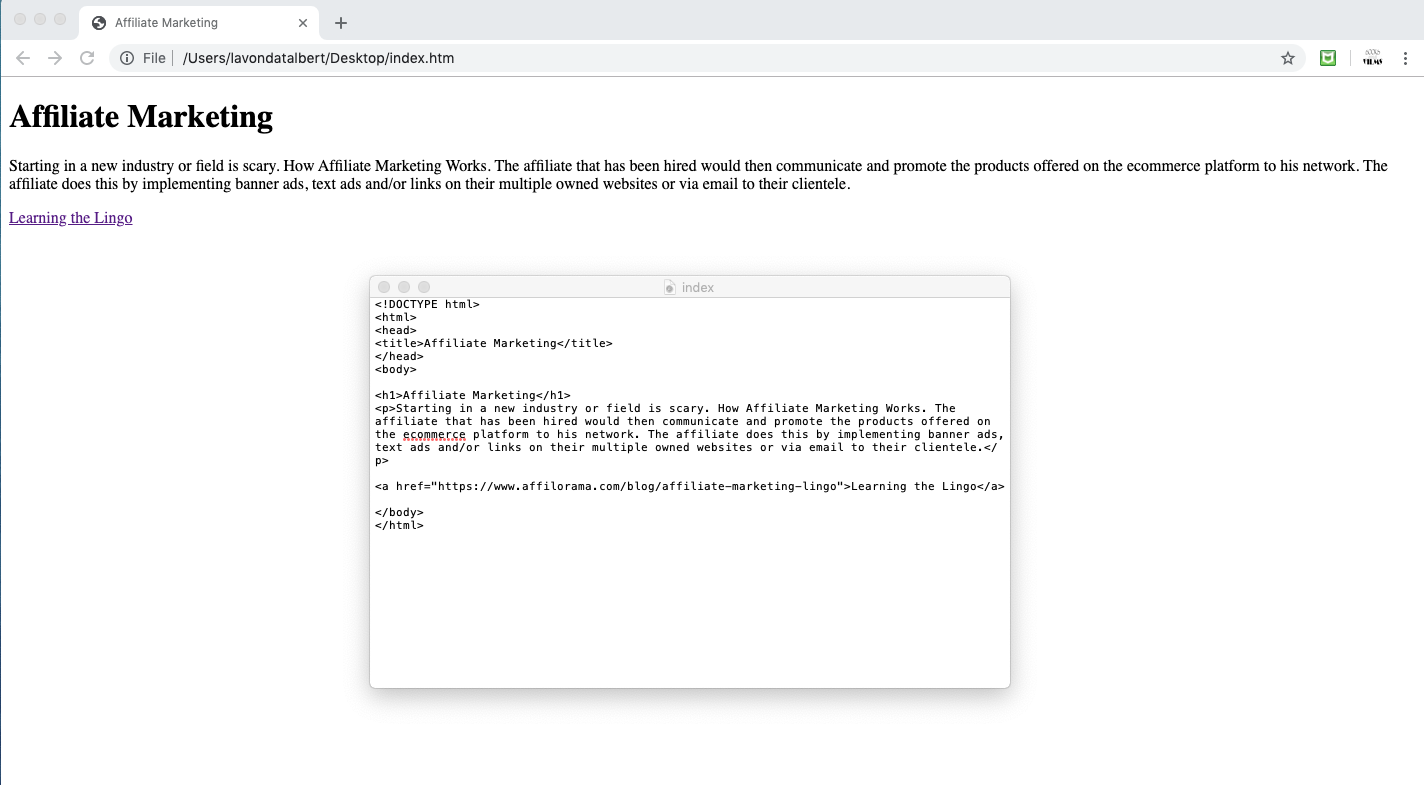 Affiliate Marketing
File /Users/lavondatalbert/Desktop/index.htm
VILMS
Affiliate Marketing
Starting in a new industry or field is scary. How Affiliate Marketing Works. The affiliate that has been hired would then communicate and promote the products offered on the ecommerce platform to his network. The
affiliate does this by implementing banner ads, text ads and/or links on their multiple owned websites or via email to their clientele.
Learning the Lingo
index
<!DOCTYPE html>
<html>
<head>
<title>Affiliate Marketing</title>
</head>
<body>
<h1>Affiliate Marketing</h1>
<p>Starting in a new industry or field is scary. How Affiliate Marketing Works. The
affiliate that has been hired would then communicate and promote the products offered on
the ecommerce platform to his network. The affiliate does this by implementing banner ads,
text ads and/or links on their multiple owned websites or via email to their clientele.</
p>
<a href="https://www.affilorama.com/blog/affiliate-marketing-lingo">Learning the Lingo</a>
</body>
</html>